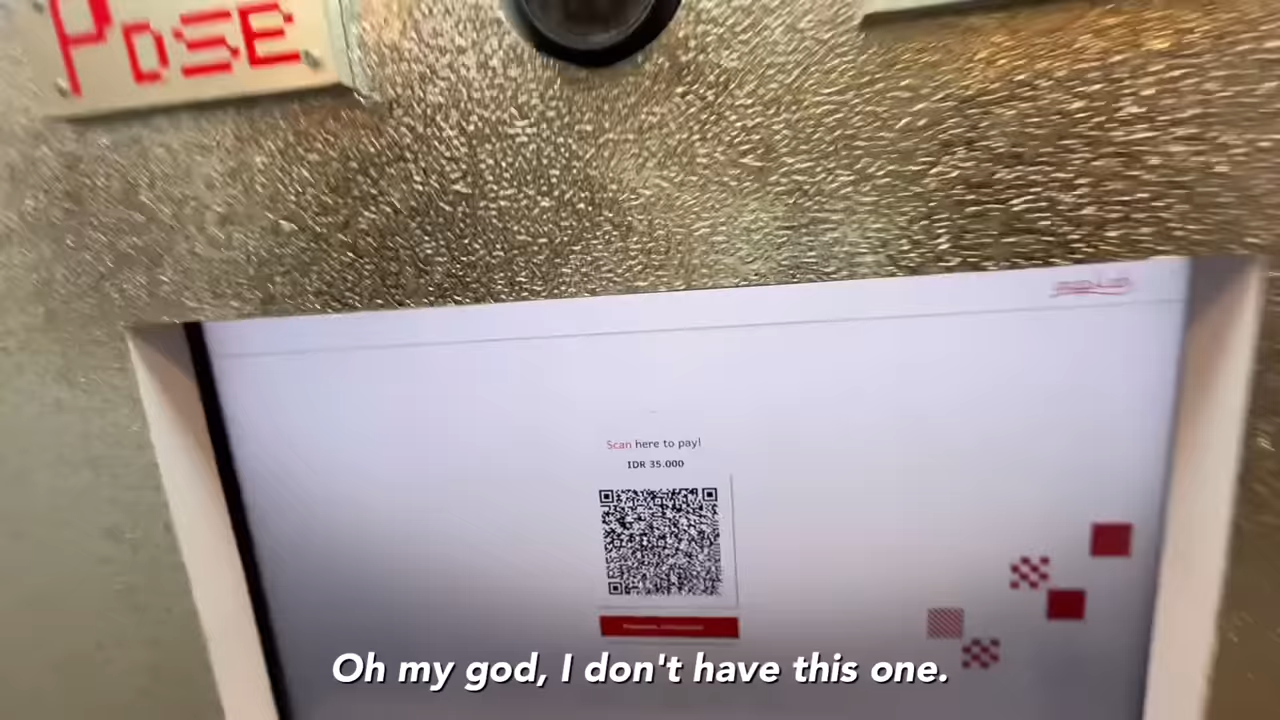 POSE
Scan here to pay!
IDR 35.000
Oh my god, I don't have this one.